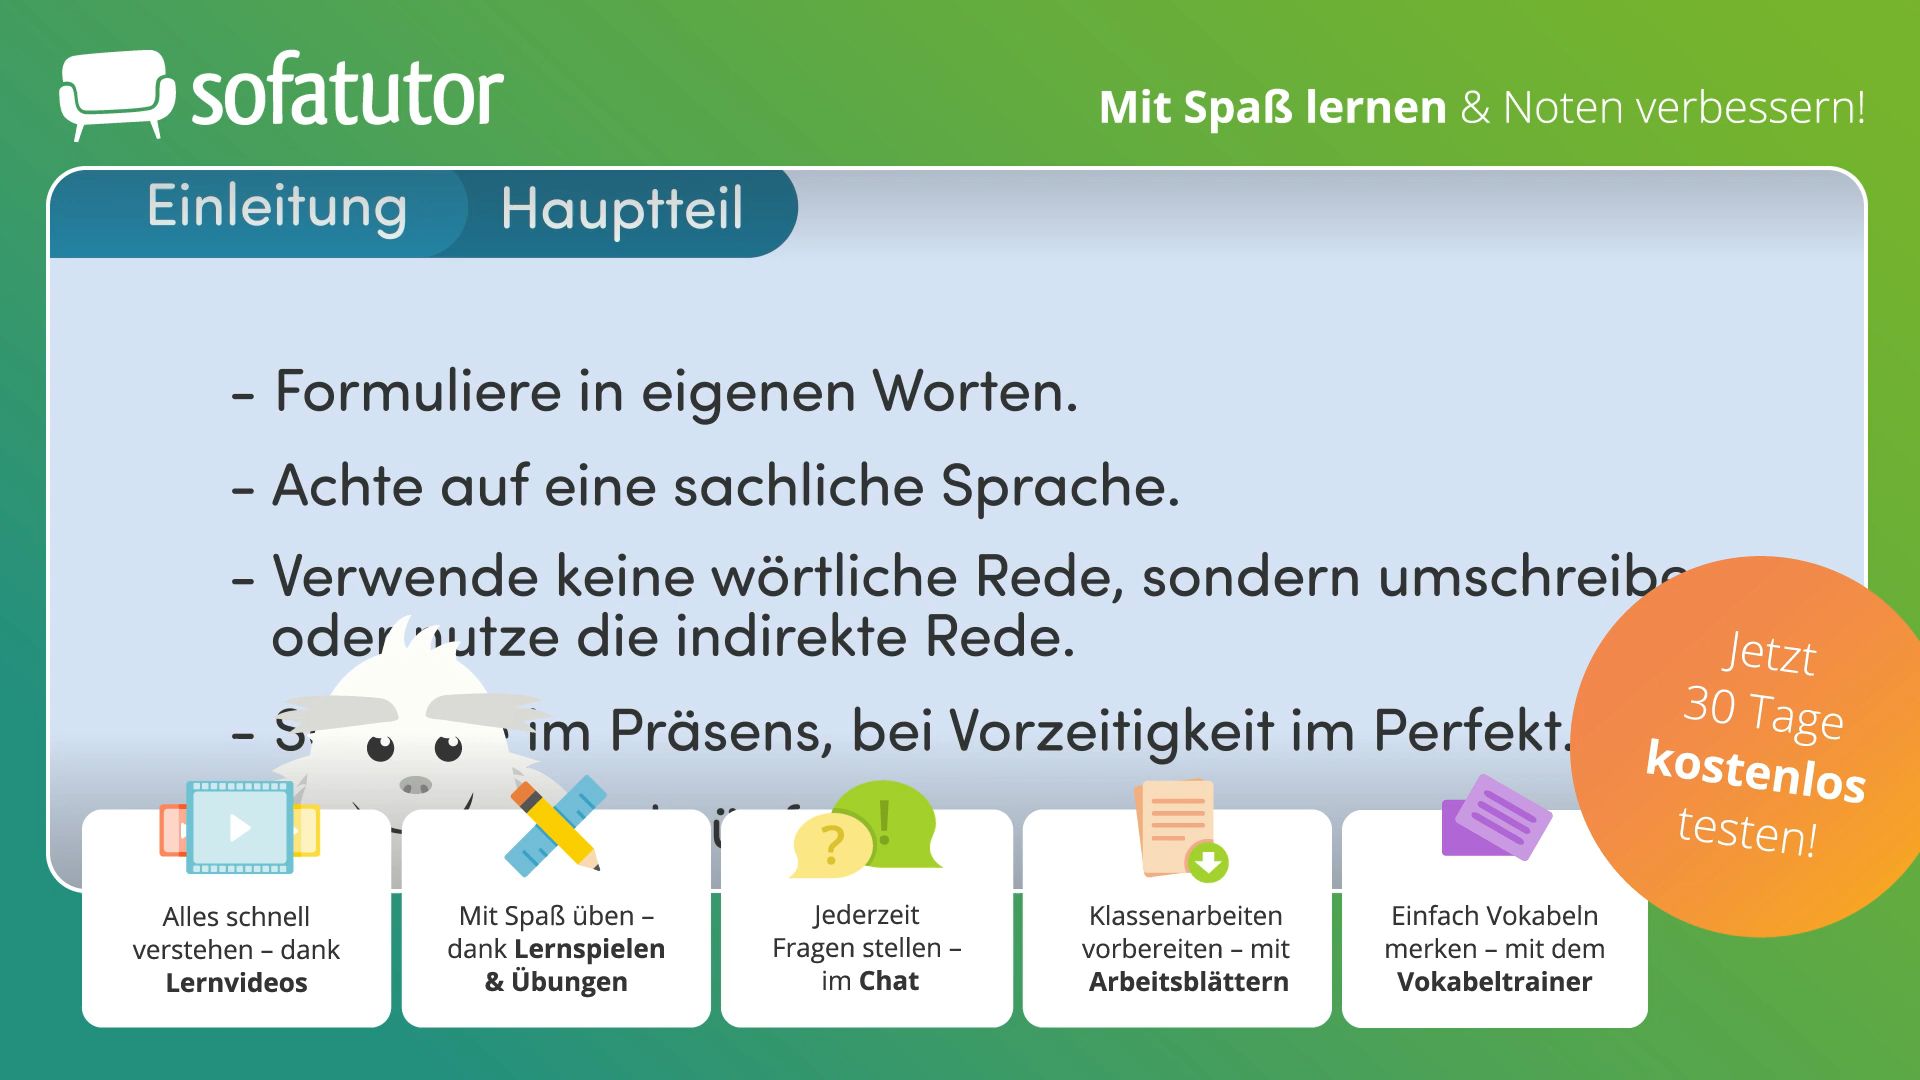 sofatutor
Mit Spaß lernen & Noten verbessern!
Einleitung
Hauptteil
- Formuliere in eigenen Worten.
- Achte auf eine sachliche Sprache.
- Verwende keine wörtliche Rede, sondern umschreibe
oder nutze die indirekte Rede.
- im Präsens, bei Vorzeitigkeit im Perfekt.
Jetzt
30 Tage
kostenlos
testen!
? !
Alles schnell
verstehen – dank
Lernvideos
Mit Spaß üben –
dank Lernspielen
& Übungen
Jederzeit
Fragen stellen –
im Chat
Klassenarbeiten
vorbereiten – mit
Arbeitsblättern
Einfach Vokabeln
merken – mit dem
Vokabeltrainer